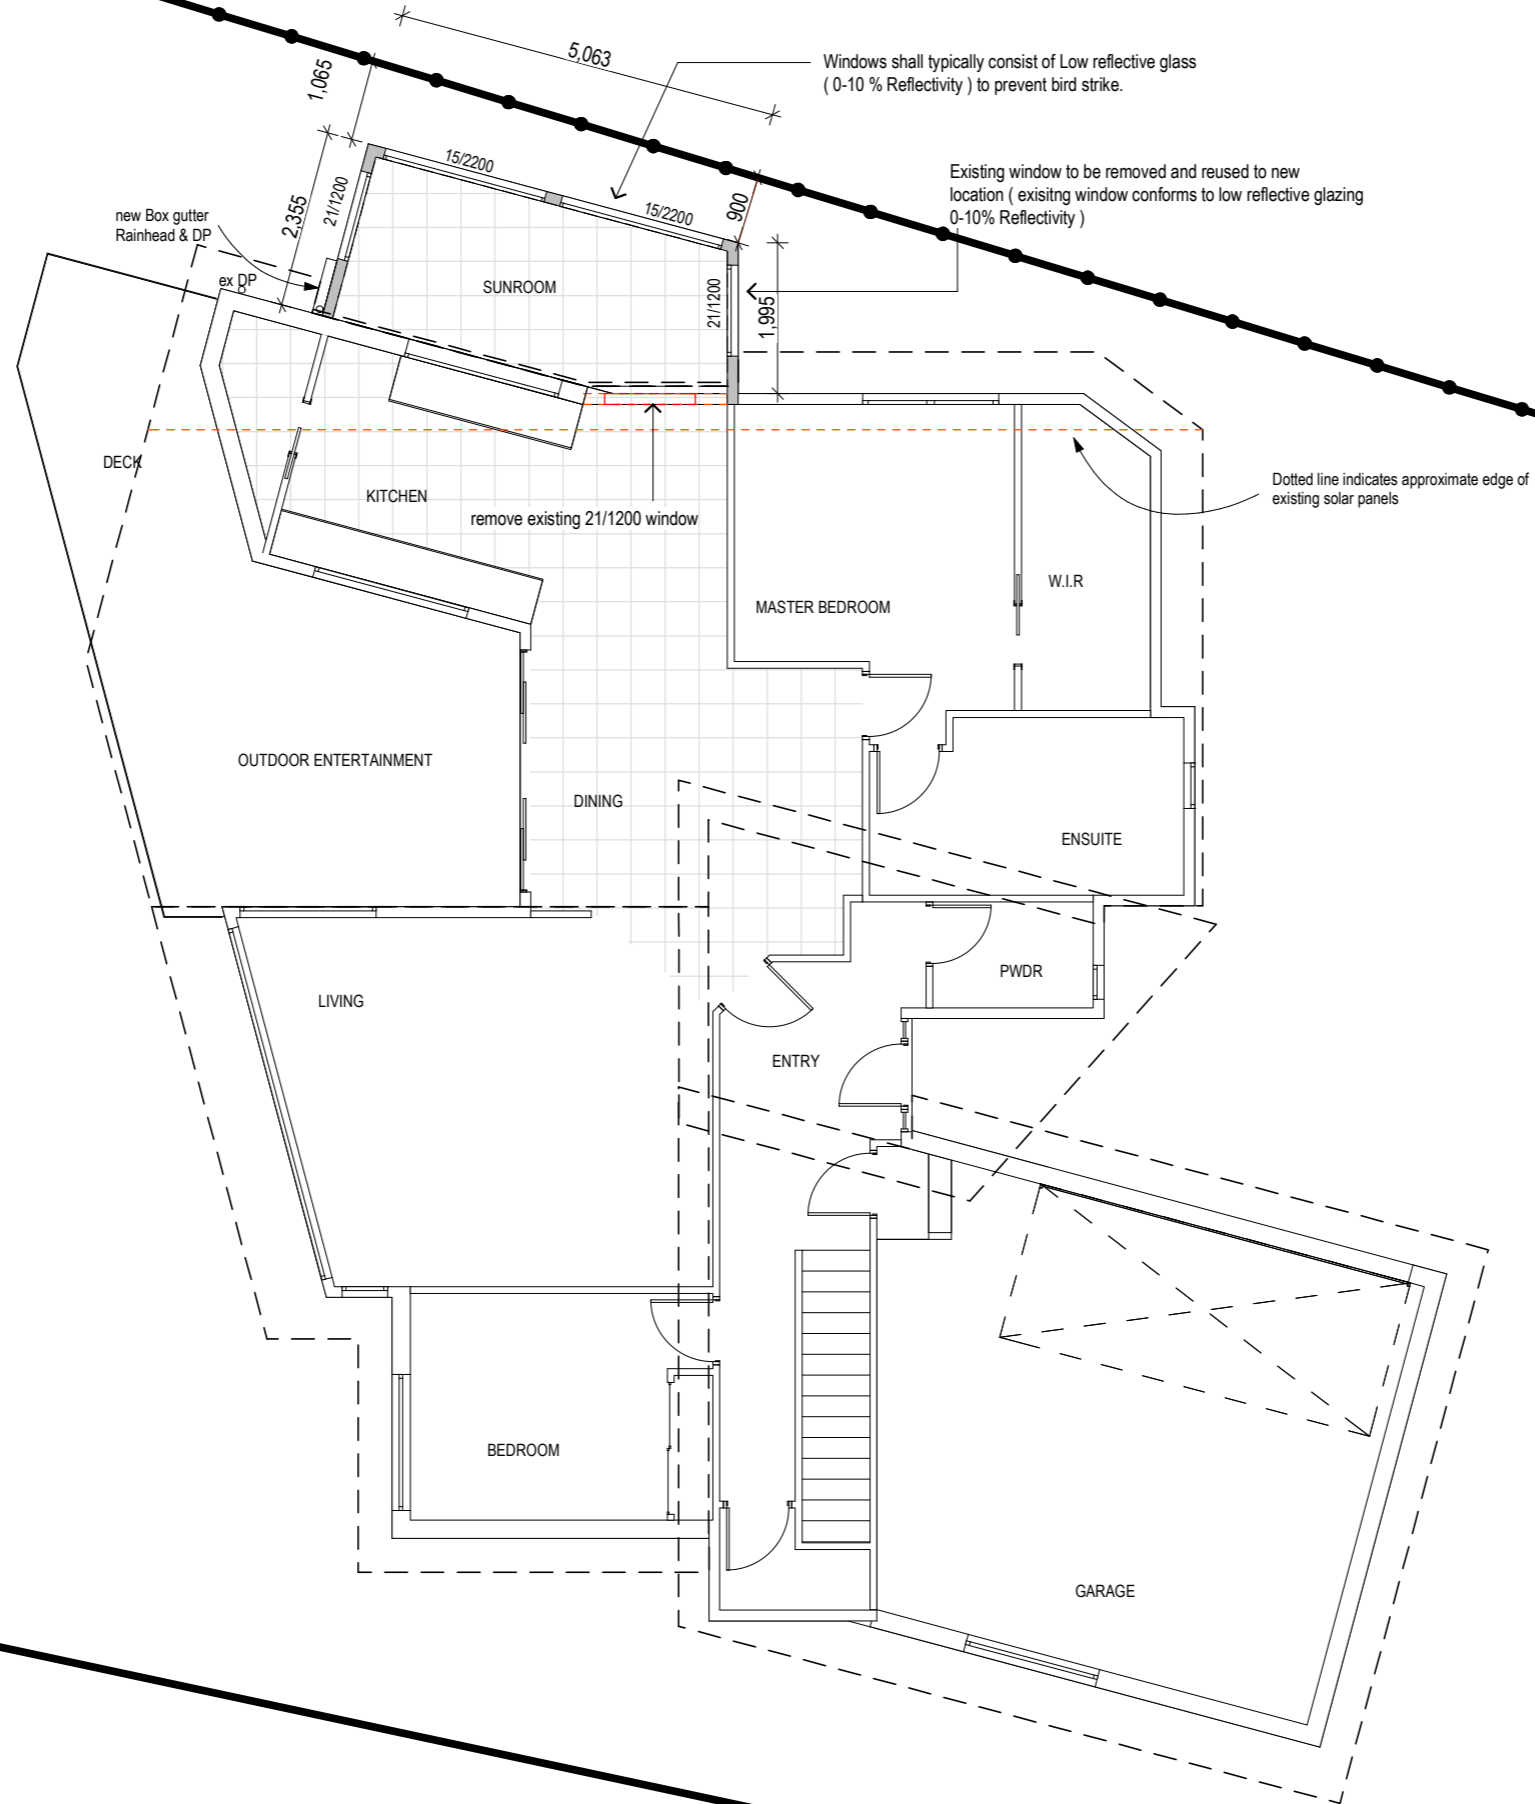 5,063
Windows shall typically consist of Low reflective glass
( 0-10 % Reflectivity ) to prevent bird strike.
1,065
15/2200
Existing window to be removed and reused to new
location ( exisitng window conforms to low reflective glazing
0-10% Reflectivity )
21/1200
15/2200
900
2,355
new Box gutter
Rainhead & DP
ex DP
SUNROOM
21/1200
1,995
DECK
KITCHEN
Dotted line indicates approximate edge of
existing solar panels
remove existing 21/1200 window
W.I.R
MASTER BEDROOM
OUTDOOR ENTERTAINMENT
DINING
ENSUITE
PWDR
LIVING
ENTRY
BEDROOM
GARAGE